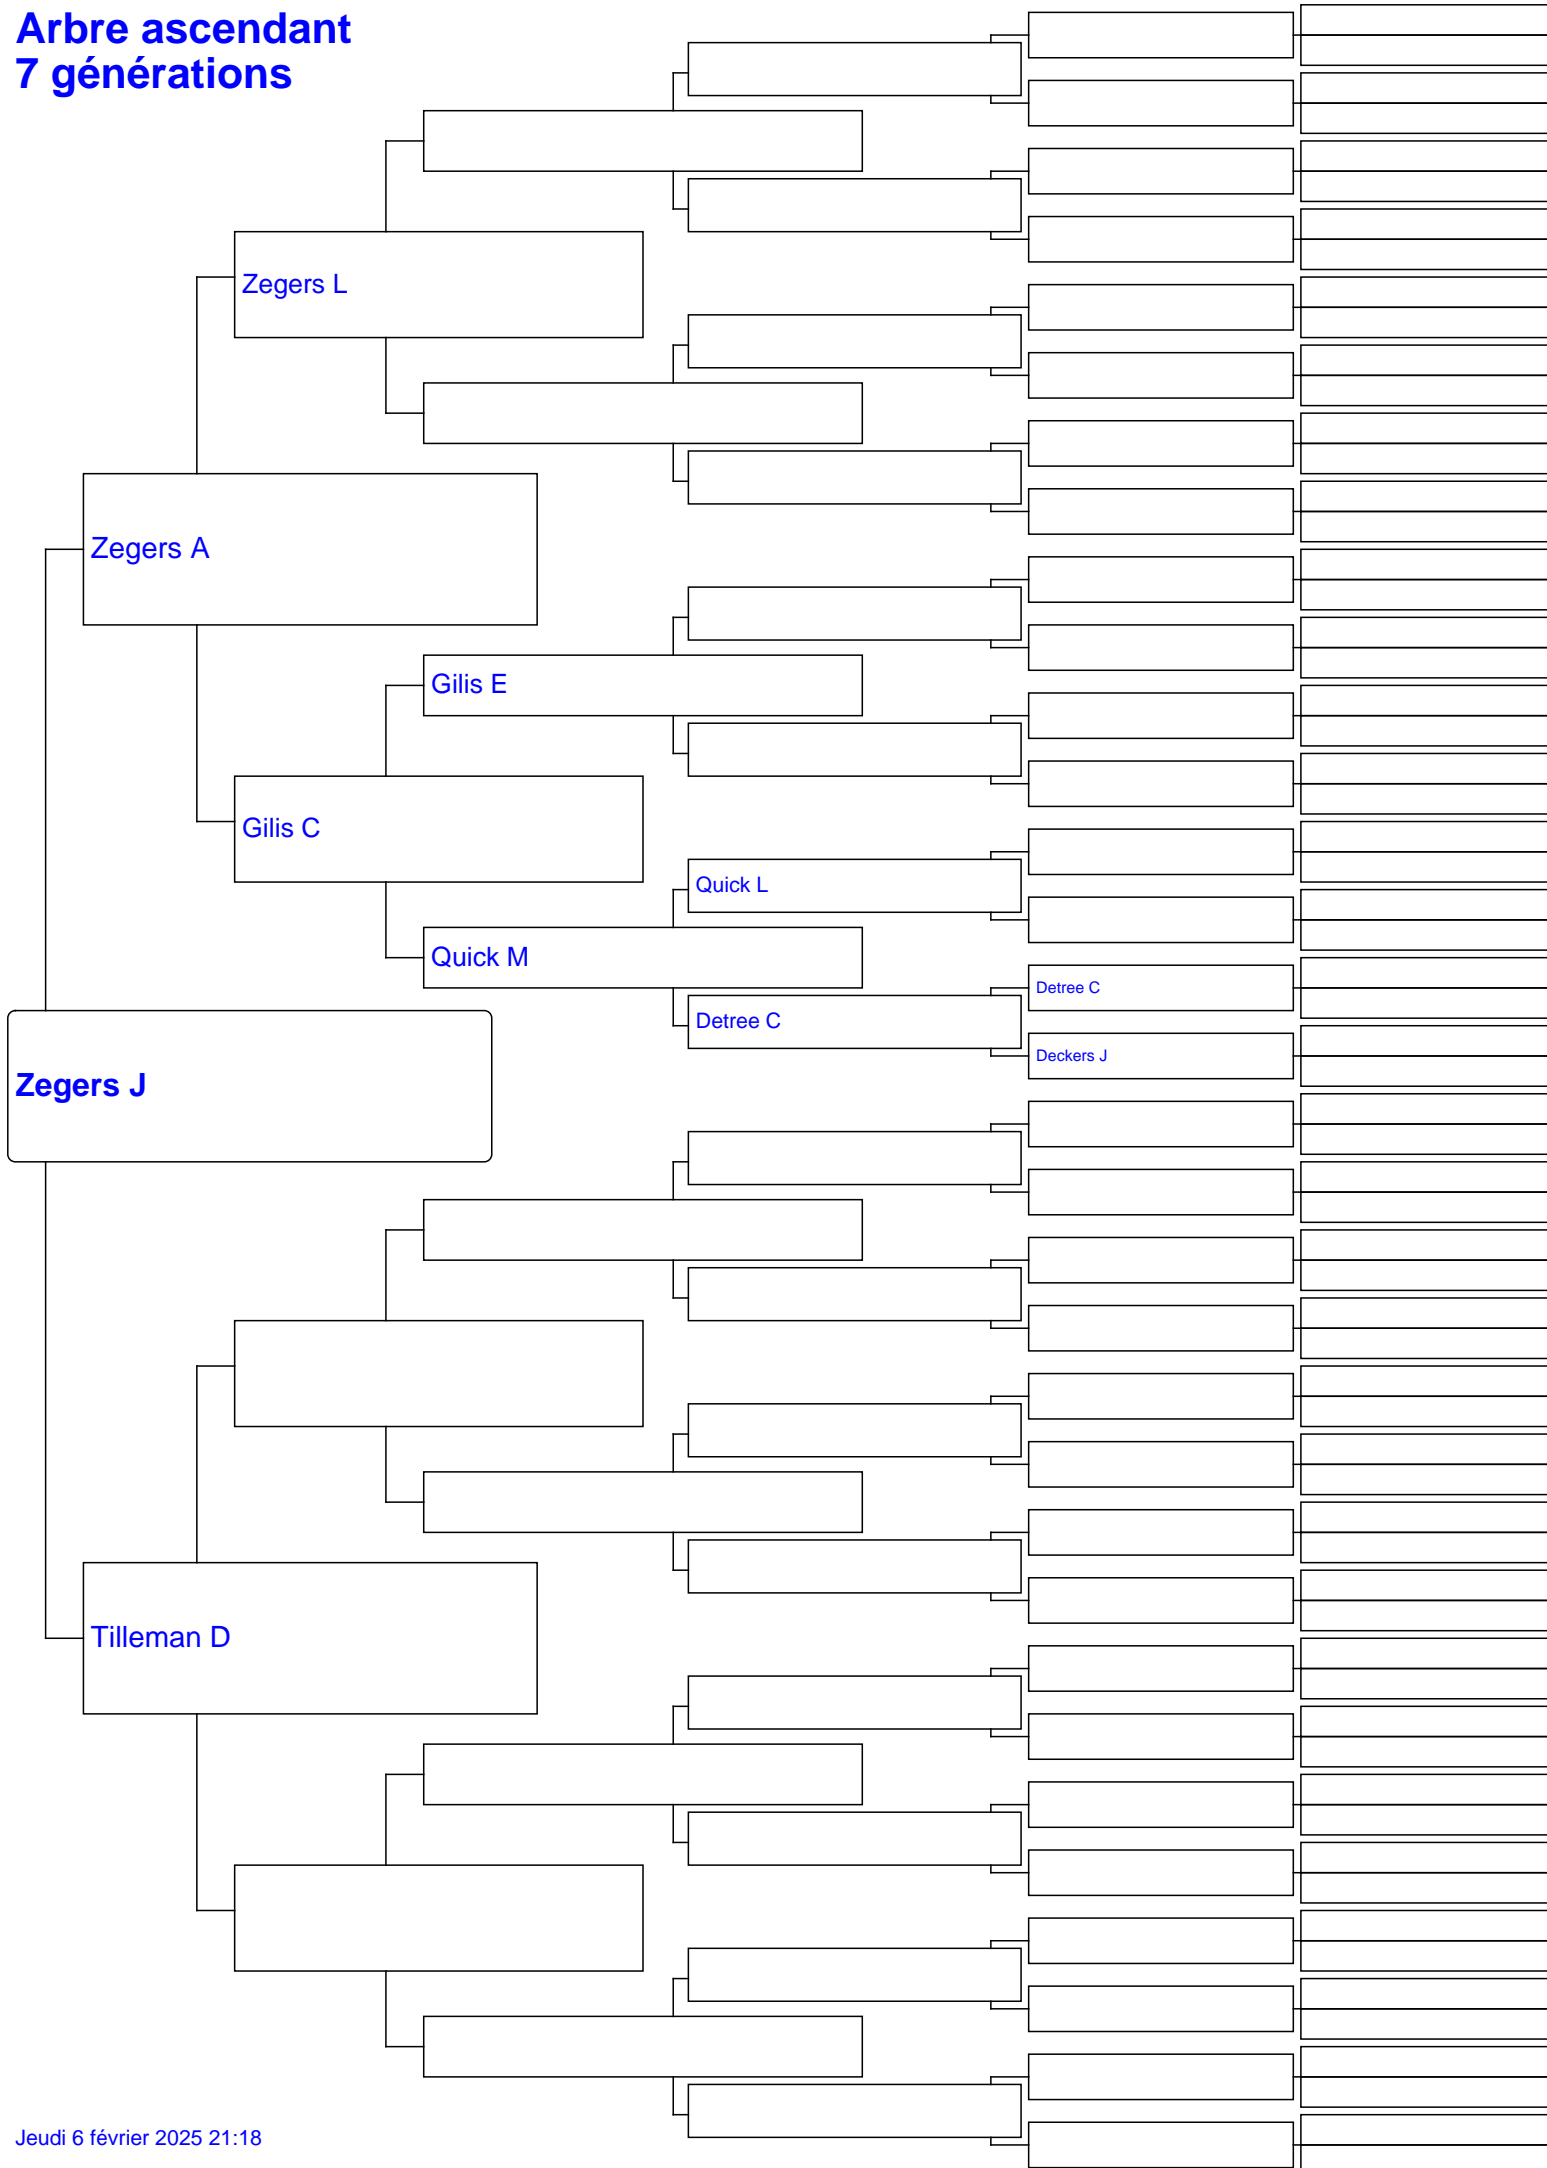 Arbre ascendant
7 générations
Zegers L
Zegers A
Gilis E
Gilis C
Quick L
Quick M
Detree C
Detree C
Deckers J
Zegers J
Tilleman D
Jeudi 6 février 2025 21:18